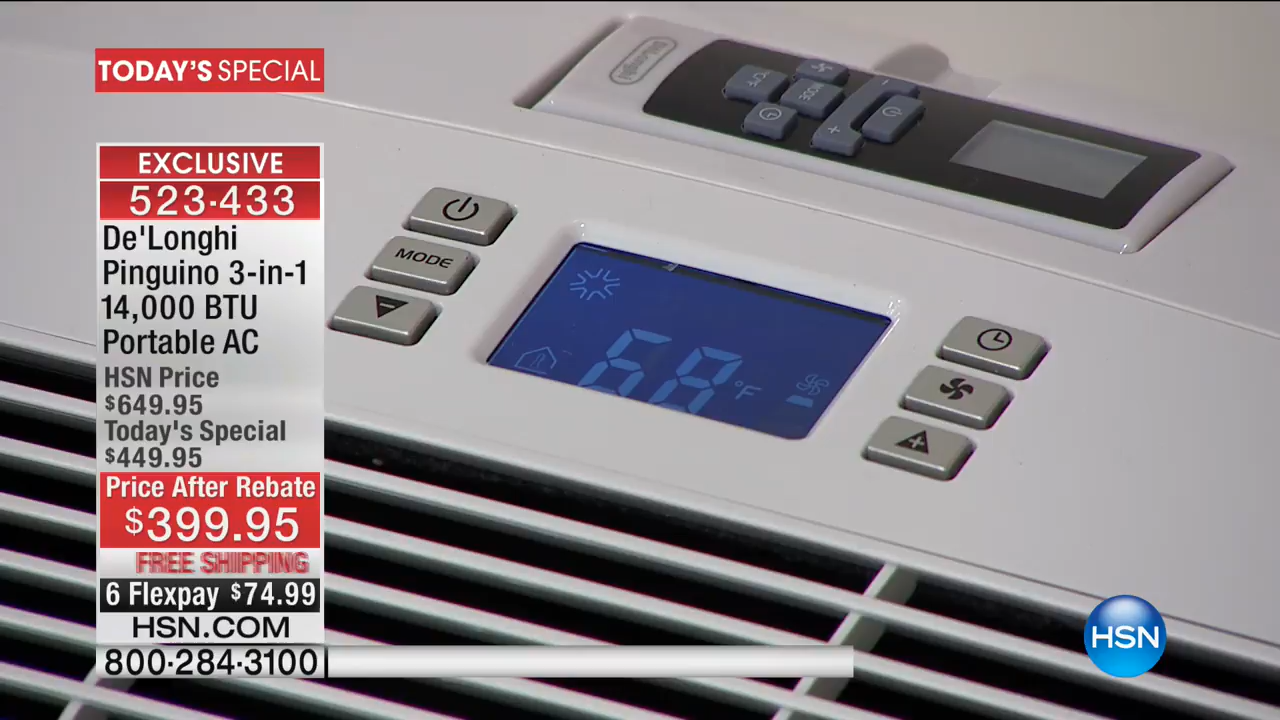 TODAY'S SPECIAL
EXCLUSIVE
523-433
De'Longhi
Pinguino 3-in-1
14,000 BTU
Portable AC
HSN Price
$649.95
Today's Special
$449.95
Price After Rebate
$399.95
FREE SHIPPING
6 Flexpay $74.99
HSN.COM
800-284-3100
DeLonghi
°C/°F
MODE
MODE
68 °F
HSN